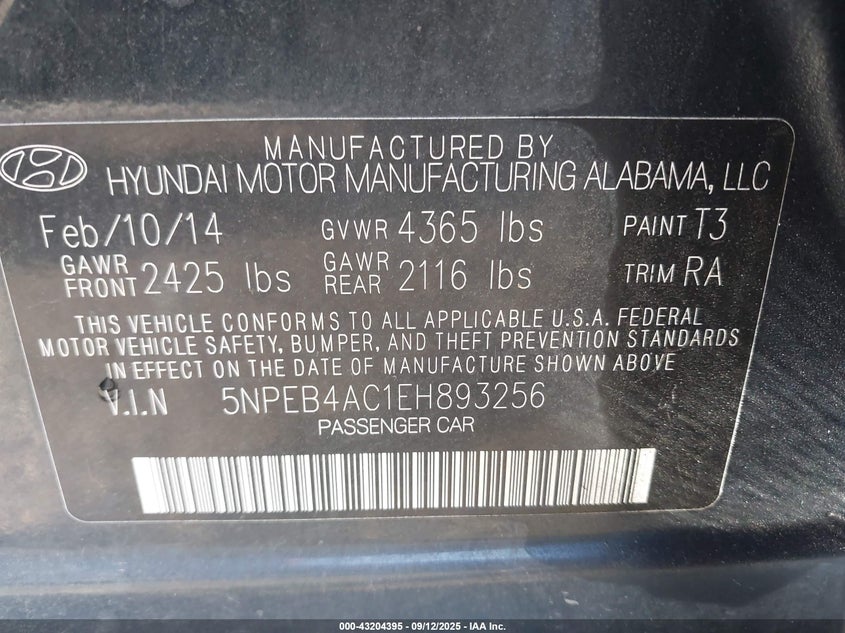 MANUFACTURED BY
HYUNDAI MOTOR MANUFACTURING ALABAMA, LLC
Feb/10/14 GVWR 4365 lbs PAINT T3
GAWR FRONT 2425 lbs GAWR REAR 2116 lbs TRIM RA
THIS VEHICLE CONFORMS TO ALL APPLICABLE U.S.A. FEDERAL
MOTOR VEHICLE SAFETY, BUMPER, AND THEFT PREVENTION STANDARDS
IN EFFECT ON THE DATE OF MANUFACTURE SHOWN ABOVE
V.I.N 5NPEB4AC1EH893256
PASSENGER CAR
000-43204395 - 09/12/2025 - IAA Inc.